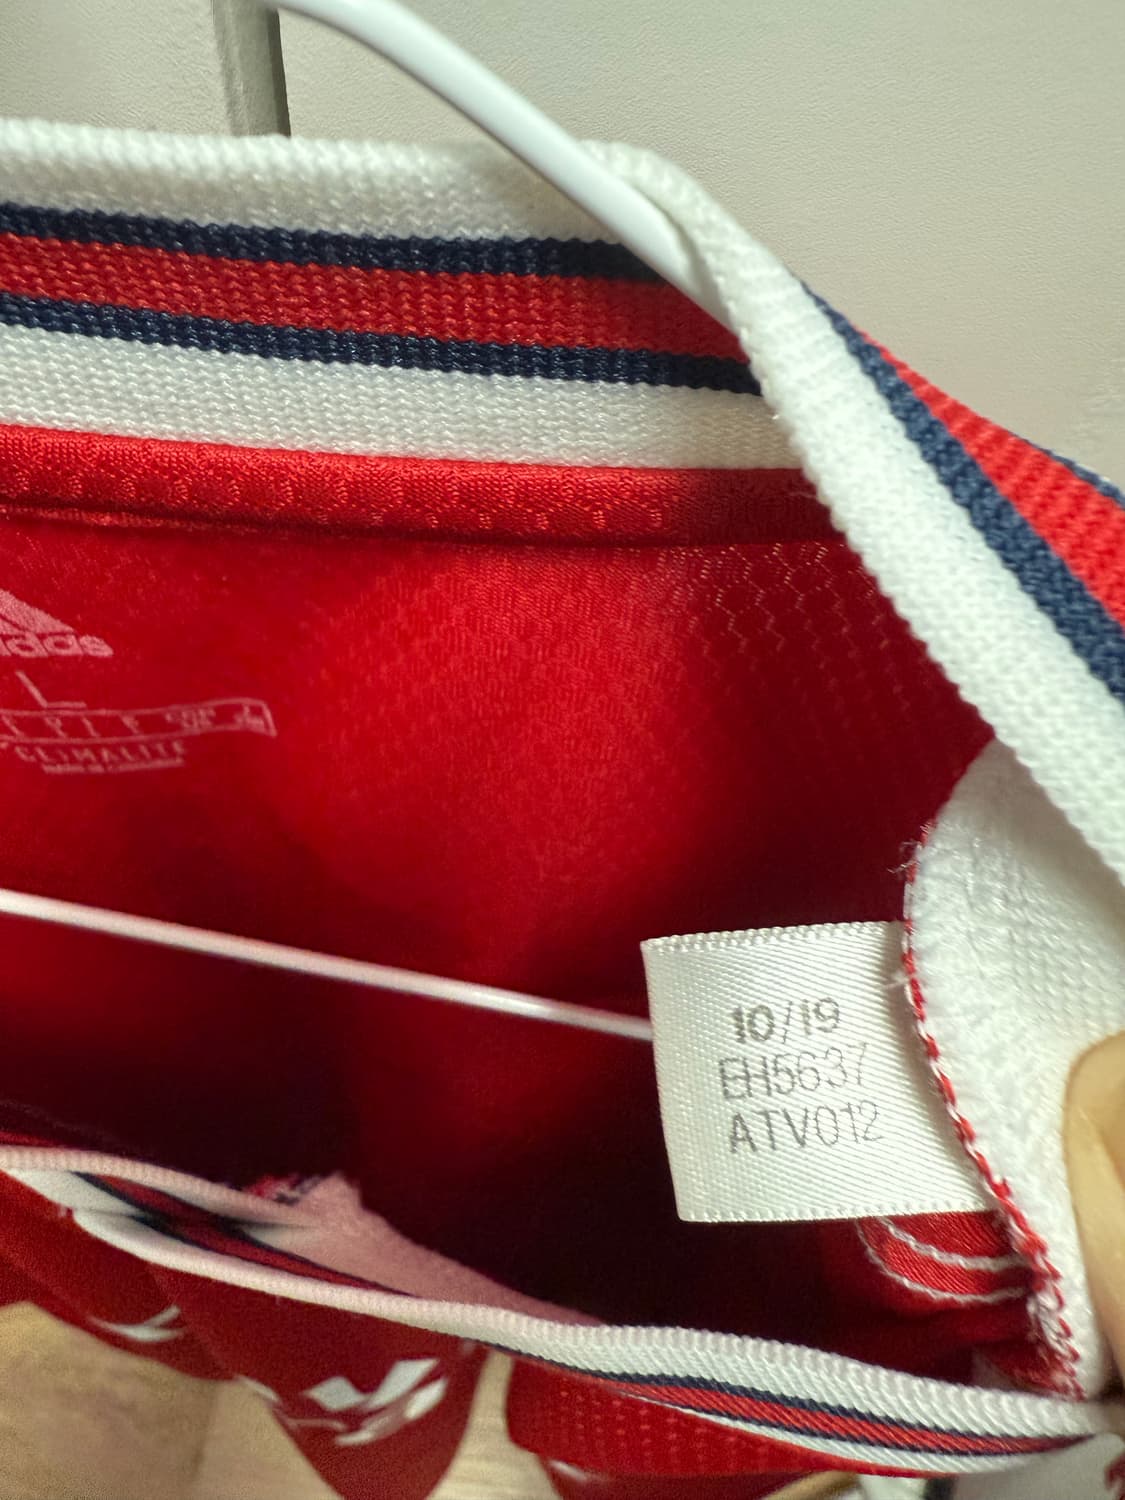 adidas
L
CLIMALITE
10/19
EH5637
ATV012